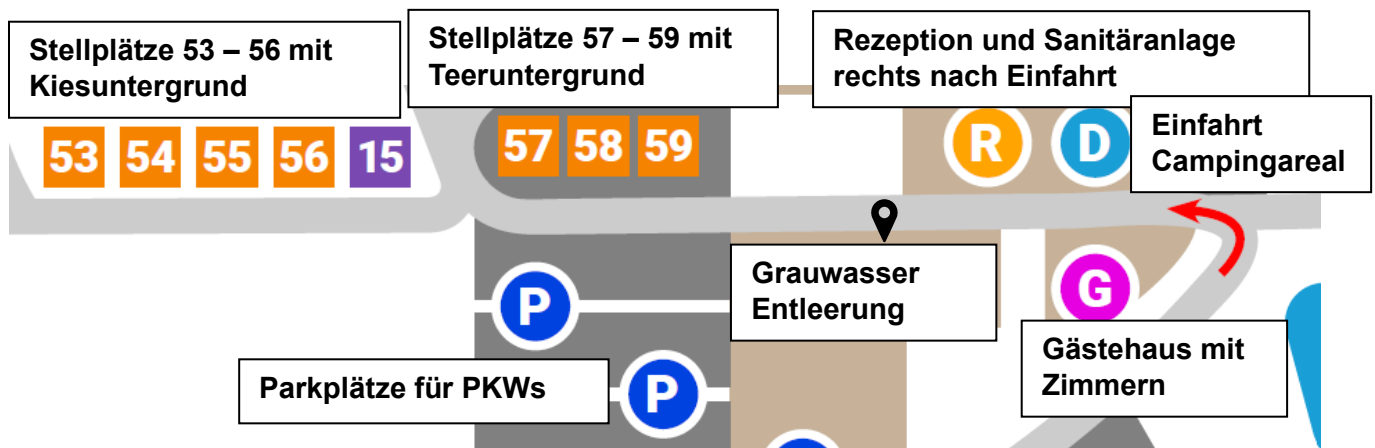 Stellplätze 53 – 56 mit
Kiesuntergrund
Stellplätze 57 – 59 mit
Teeruntergrund
Rezeption und Sanitäranlage
rechts nach Einfahrt
Einfahrt
Campingareal
53 54 55 56 15
57 58 59
R D
Grauwasser
Entleerung
G
Gästehaus mit
Zimmern
P
Parkplätze für PKWs
P